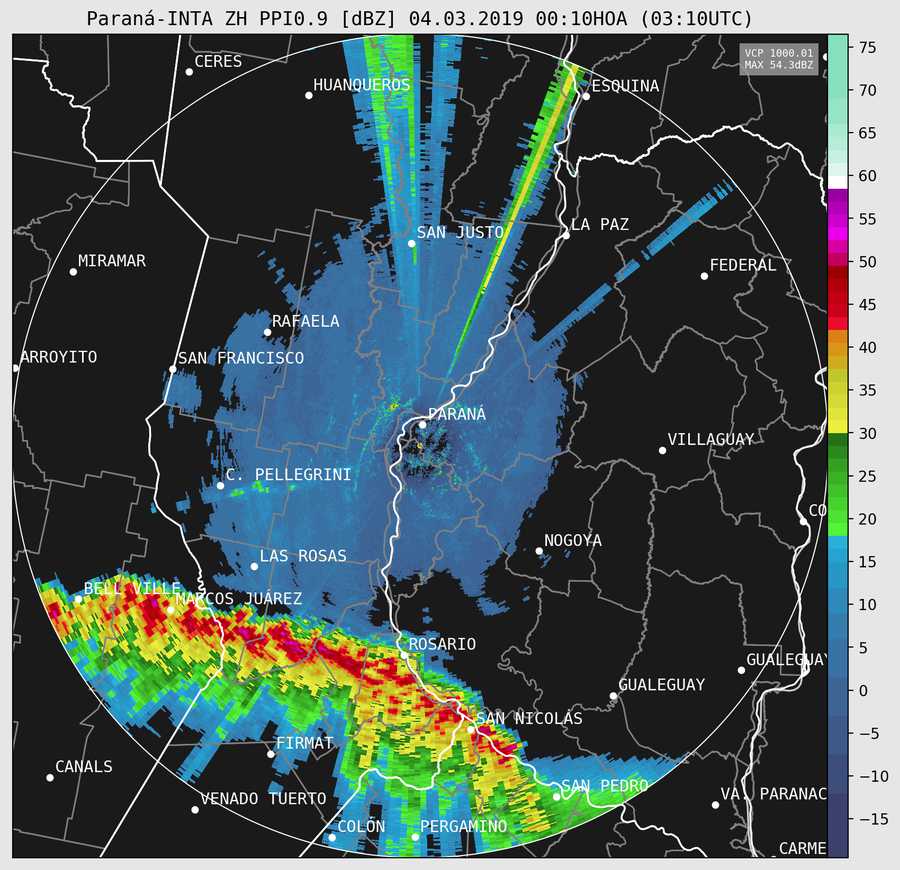 Paraná-INTA ZH PPI0.9 [dBZ] 04.03.2019 00:10HOA (03:10UTC)
VCP 1000.01
MAX 54.3dBZ
CERES
HUANQUEROS
ESQUINA
SAN JUSTO
LA PAZ
MIRAMAR
FEDERAL
RAFAELA
ARROYITO
SAN FRANCISCO
PARANÁ
VILLAGUAY
C. PELLEGRINI
CO
NOGOYA
LAS ROSAS
BELL VILLE
MARCOS JUÁREZ
ROSARIO
GUALEGUAY
GUALEGUAY
SAN NICOLÁS
FIRMAT
CANALS
SAN PEDRO
VENADO TUERTO
VA. PARANAC
COLÓN
PERGAMINO
CARME
75
70
65
60
55
50
45
40
35
30
25
20
15
10
5
0
−5
−10
−15